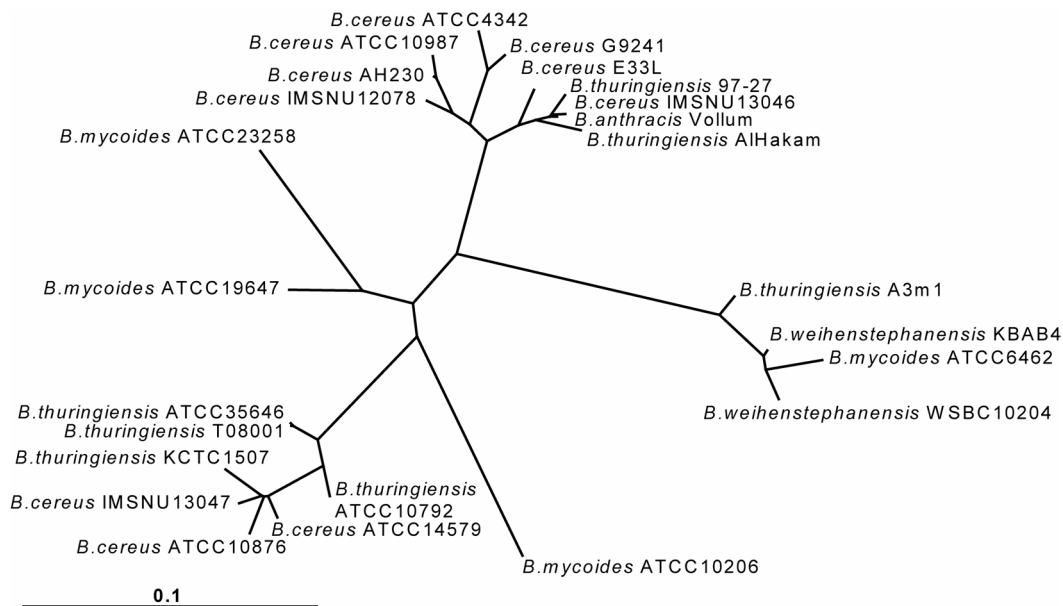 B.cereus ATCC4342
B.cereus ATCC10987
B.cereus G9241
B.cereus E33L
B.cereus AH230
B.thuringiensis 97-27
B.cereus IMSNU12078
B.cereus IMSNU13046
B.anthracis Vollum
B.thuringiensis AlHakam
B.mycoides ATCC23258
B.mycoides ATCC19647
B.thuringiensis A3m1
B.weihenstephanensis KBAB4
B.mycoides ATCC6462
B.weihenstephanensis WSBC10204
B.thuringiensis ATCC35646
B.thuringiensis T08001
B.thuringiensis KCTC1507
B.cereus IMSNU13047
B.thuringiensis
ATCC10792
B.cereus ATCC14579
B.cereus ATCC10876
B.mycoides ATCC10206
0.1